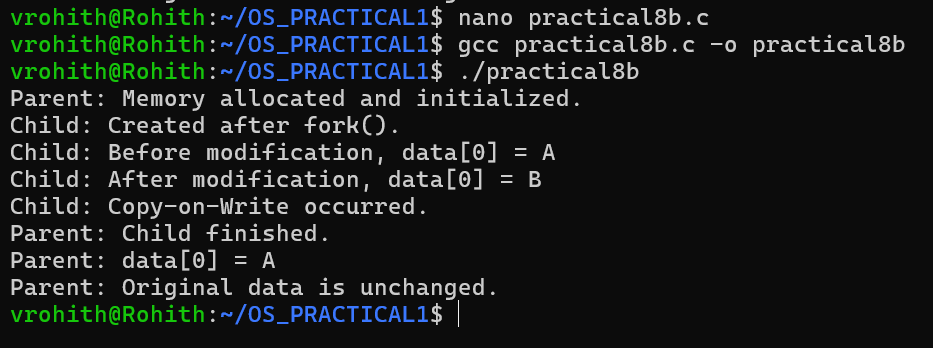 vrohith@Rohith:~/OS_PRACTICAL1$ nano practical8b.c
vrohith@Rohith:~/OS_PRACTICAL1$ gcc practical8b.c -o practical8b
vrohith@Rohith:~/OS_PRACTICAL1$ ./practical8b
Parent: Memory allocated and initialized.
Child: Created after fork().
Child: Before modification, data[0] = A
Child: After modification, data[0] = B
Child: Copy-on-Write occurred.
Parent: Child finished.
Parent: data[0] = A
Parent: Original data is unchanged.
vrohith@Rohith:~/OS_PRACTICAL1$